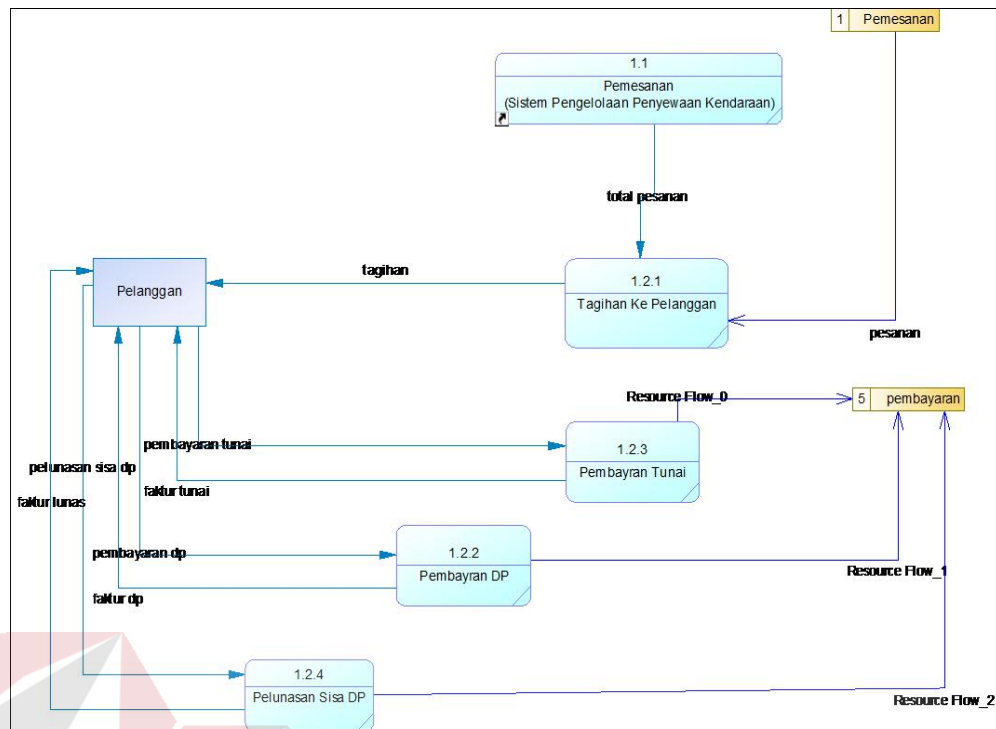 1 Pemesanan
1.1
Pemesanan
(Sistem Pengelolaan Penyewaan Kendaraan)
total pesanan
tagihan
1.2.1
Tagihan Ke Pelanggan
Pelanggan
pesanan
Resource Flow_0
5 pembayaran
pembayaran tunai
1.2.3
Pembayran Tunai
pelunasan sisa dp
faktur tunai
faktur lunas
pembayaran dp
1.2.2
Pembayran DP
Resource Flow_1
faktur dp
1.2.4
Pelunasan Sisa DP
Resource Flow_2